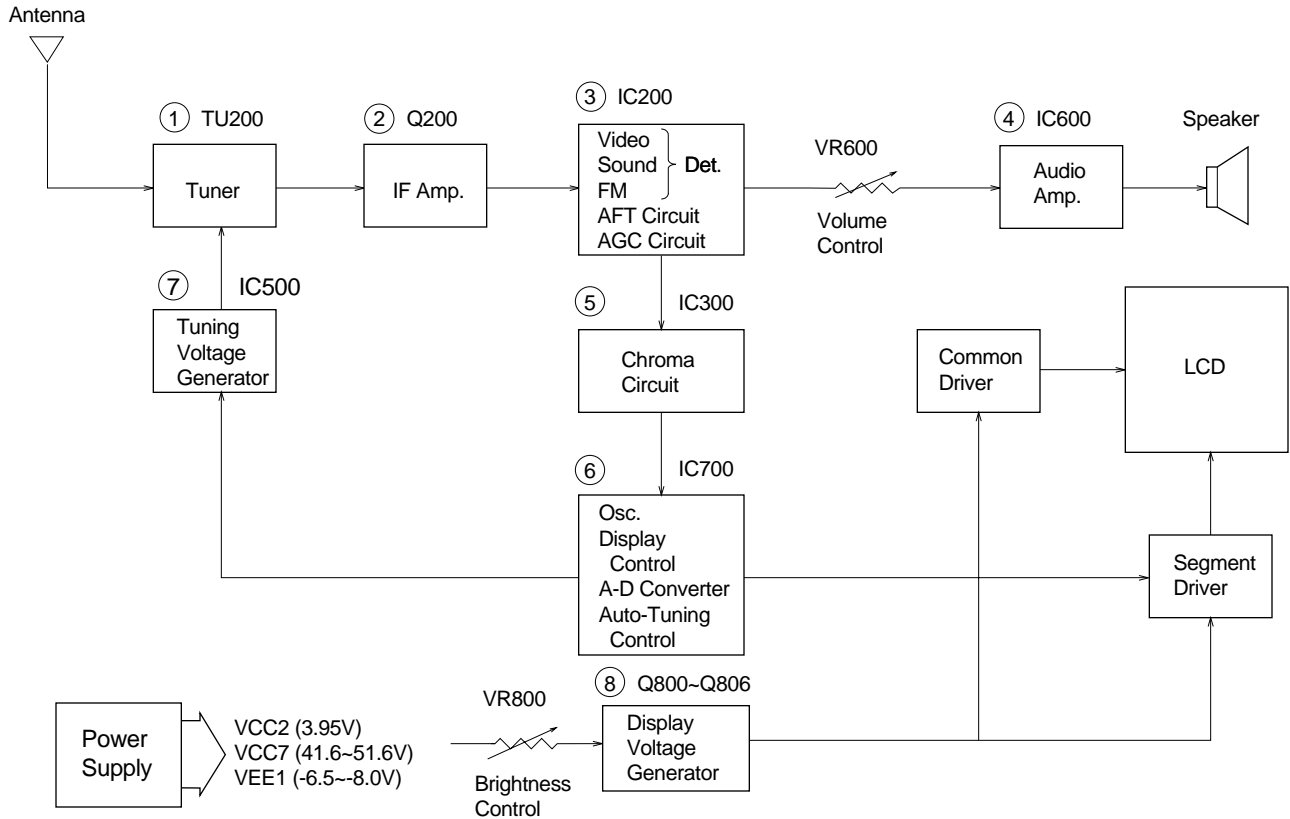 Antenna
① TU200
Tuner
② Q200
IF Amp.
③ IC200
Video
Sound
FM
Det.
AFT Circuit
AGC Circuit
VR600
Volume
Control
④ IC600
Audio
Amp.
Speaker
⑦ IC500
Tuning
Voltage
Generator
⑤ IC300
Chroma
Circuit
Common
Driver
LCD
⑥ IC700
Osc.
Display
Control
A-D Converter
Auto-Tuning
Control
Segment
Driver
Power
Supply
VCC2 (3.95V)
VCC7 (41.6~51.6V)
VEE1 (-6.5~-8.0V)
VR800
Brightness
Control
⑧ Q800~Q806
Display
Voltage
Generator